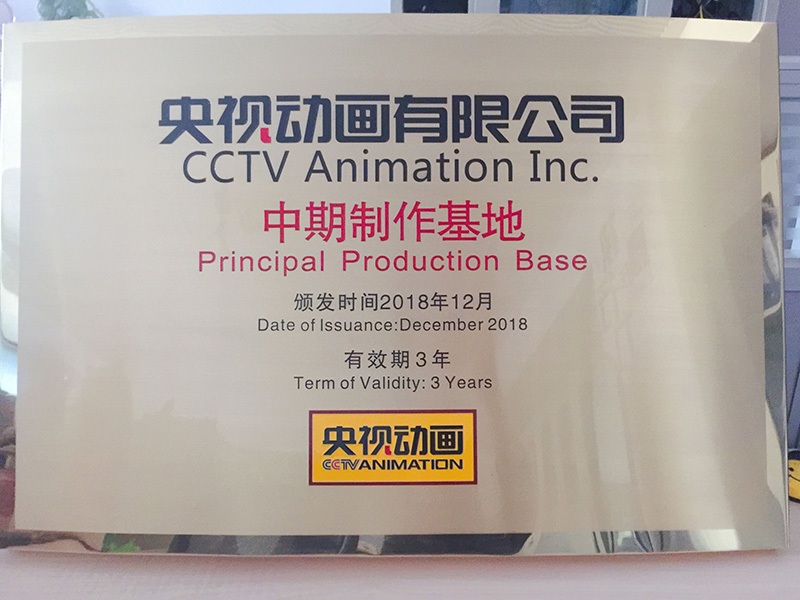 央视动画有限公司
CCTV Animation Inc.
中期制作基地
Principal Production Base
颁发时间2018年12月
Date of Issuance:December 2018
有效期3年
Term of Validity: 3 Years
央视动画
CCTVANIMATION